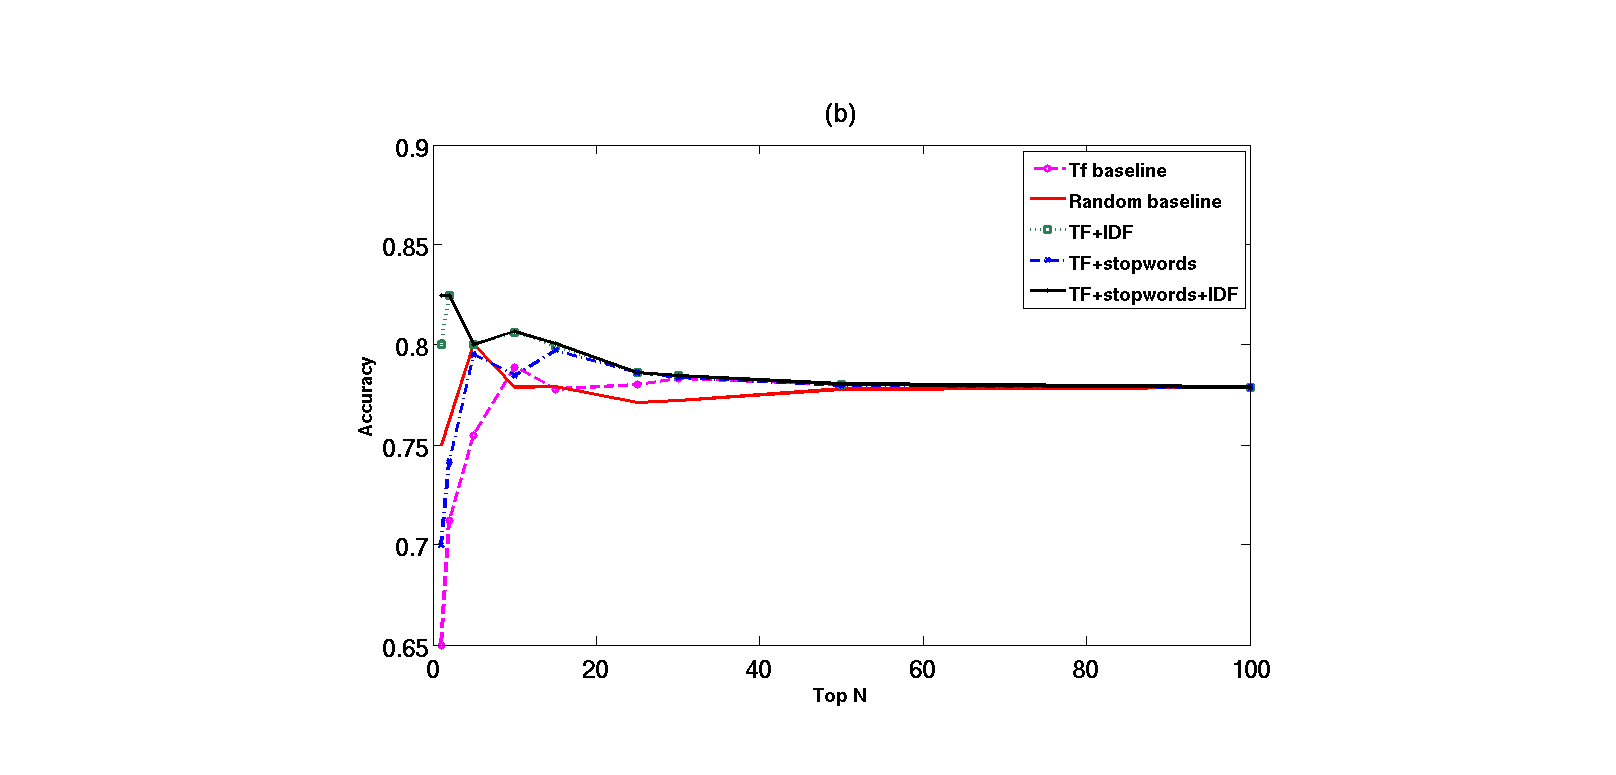 (b)
0.9
0.85
0.8
0.75
0.7
0.65
Accuracy
Tf baseline
Random baseline
TF+IDF
TF+stopwords
TF+stopwords+IDF
0 20 40 60 80 100
Top N